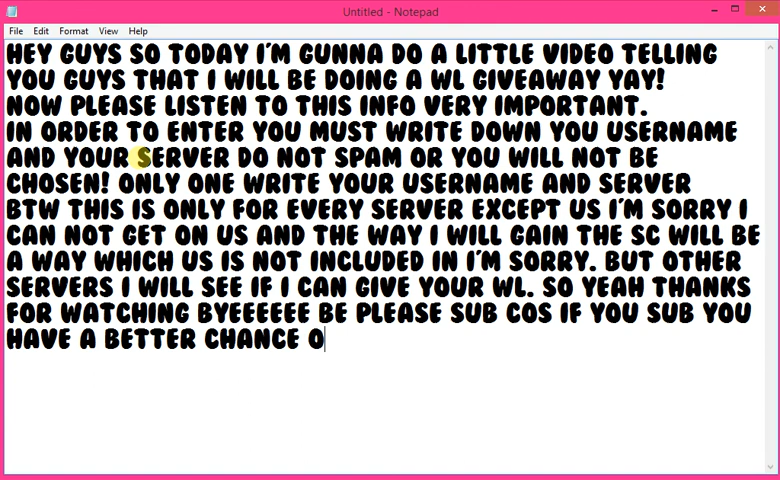 Untitled - Notepad
File Edit Format View Help
HEY GUYS SO TODAY I'M GUNNA DO A LITTLE VIDEO TELLING
YOU GUYS THAT I WILL BE DOING A WL GIVEAWAY YAY!
NOW PLEASE LISTEN TO THIS INFO VERY IMPORTANT.
IN ORDER TO ENTER YOU MUST WRITE DOWN YOU USERNAME
AND YOUR SERVER DO NOT SPAM OR YOU WILL NOT BE
CHOSEN! ONLY ONE WRITE YOUR USERNAME AND SERVER
BTW THIS IS ONLY FOR EVERY SERVER EXCEPT US I'M SORRY I
CAN NOT GET ON US AND THE WAY I WILL GAIN THE SC WILL BE
A WAY WHICH US IS NOT INCLUDED IN I'M SORRY. BUT OTHER
SERVERS I WILL SEE IF I CAN GIVE YOUR WL. SO YEAH THANKS
FOR WATCHING BYEEEEEE BE PLEASE SUB COS IF YOU SUB YOU
HAVE A BETTER CHANCE O